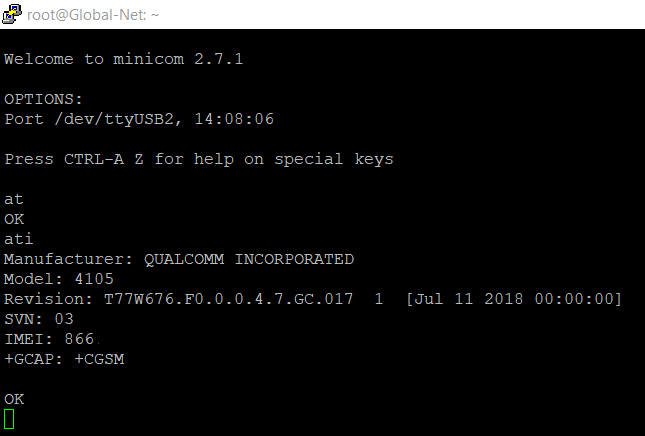 root@Global-Net: ~
Welcome to minicom 2.7.1
OPTIONS:
Port /dev/ttyUSB2, 14:08:06
Press CTRL-A Z for help on special keys
at
OK
ati
Manufacturer: QUALCOMM INCORPORATED
Model: 4105
Revision: T77W676.F0.0.0.4.7.GC.017  1  [Jul 11 2018 00:00:00]
SVN: 03
IMEI: 866
+GCAP: +CGSM
OK